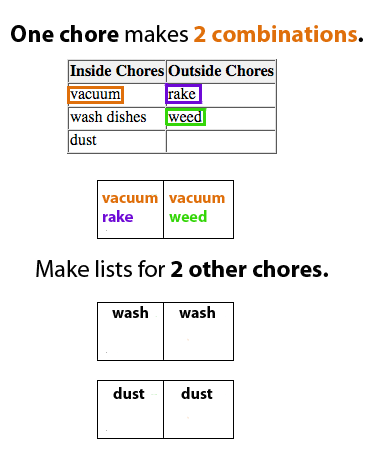 One chore makes 2 combinations.
Inside Chores Outside Chores
vacuum rake
wash dishes weed
dust
vacuum vacuum
rake weed
Make lists for 2 other chores.
wash wash
dust dust